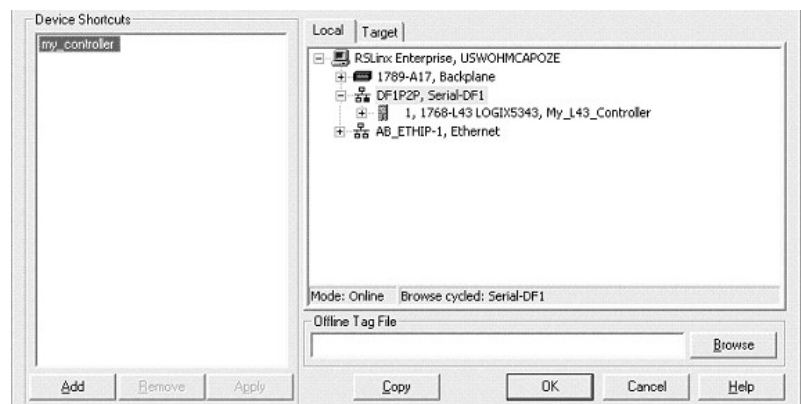 Device Shortcuts
my_controller
Add
Remove
Apply
Local
Target
RSLinx Enterprise, USWOHMCAPOZE
1789-A17, Backplane
DF1P2P, Serial-DF1
1, 1768-L43 LOGIX5343, My_L43_Controller
AB_ETHIP-1, Ethernet
Mode: Online Browse cycled: Serial-DF1
Offline Tag File
Browse
Copy
OK
Cancel
Help